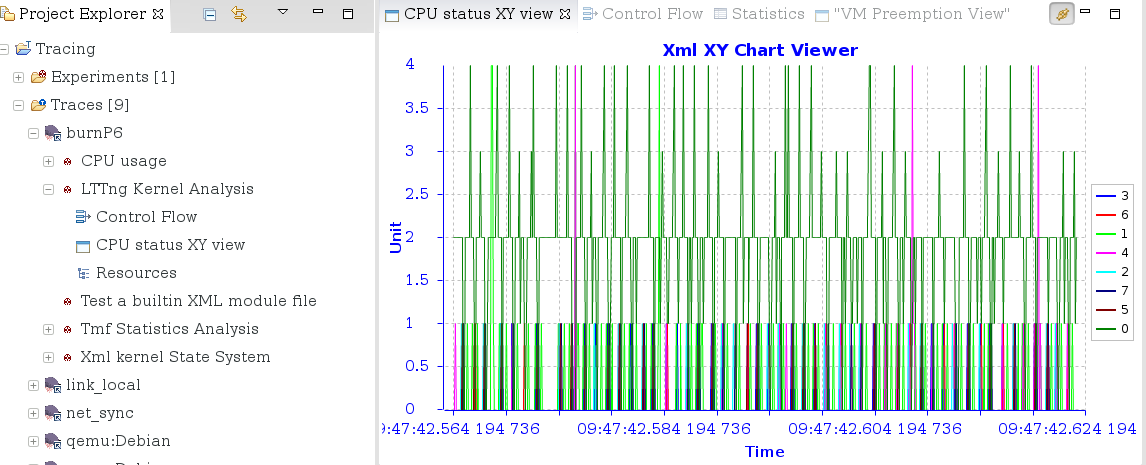 Project Explorer
Tracing
Experiments [1]
Traces [9]
burnP6
CPU usage
LTTng Kernel Analysis
Control Flow
CPU status XY view
Resources
Test a builtin XML module file
Tmf Statistics Analysis
Xml kernel State System
link_local
net_sync
qemu:Debian
CPU status XY view
Control Flow
Statistics
"VM Preemption View"
Xml XY Chart Viewer
4
3.5
3
2.5
2
1.5
1
0.5
0
Unit
9:47:42.564 194 736
09:47:42.584 194 736
09:47:42.604 194 736
09:47:42.624 194
Time
3
6
1
4
2
7
5
0